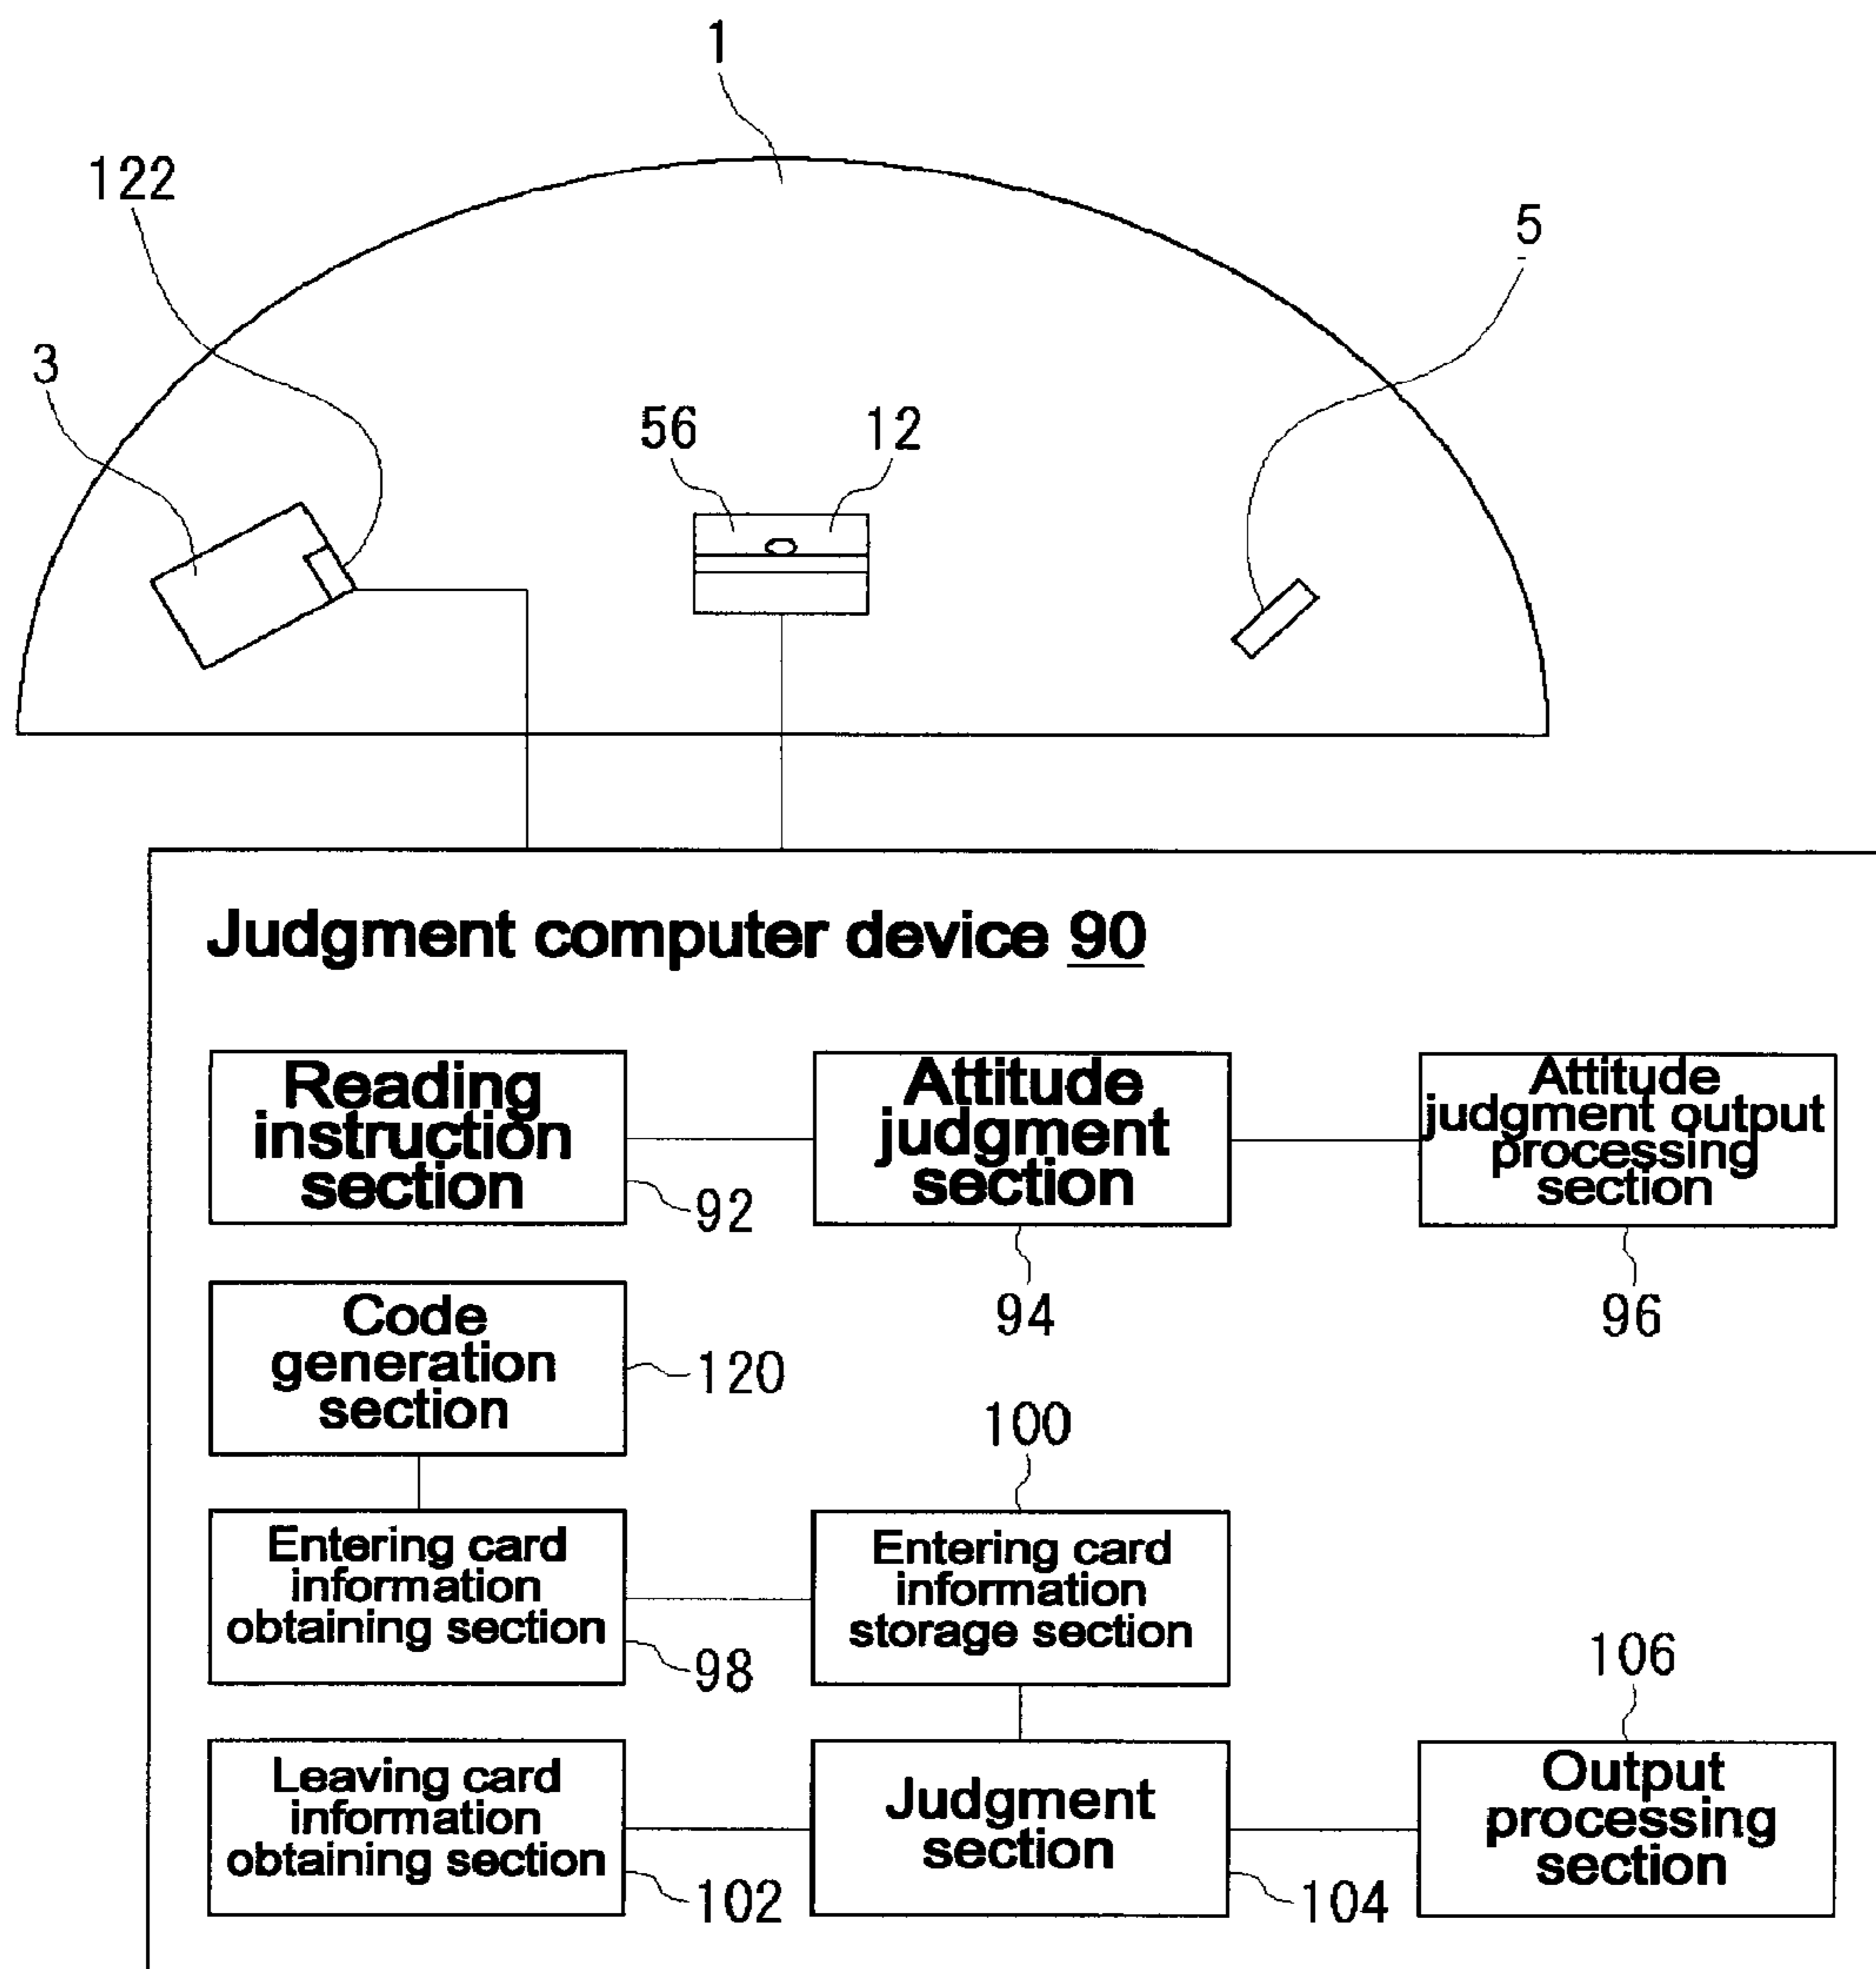 1
122
5
3
56
12
Judgment computer device 90
Reading
instruction
section
92
Attitude
judgment
section
94
Attitude
judgment output
processing
section
96
Code
generation
section
120
100
Entering card
information
obtaining section
98
Entering card
information
storage section
106
Leaving card
information
obtaining section
102
Judgment
section
104
Output
processing
section